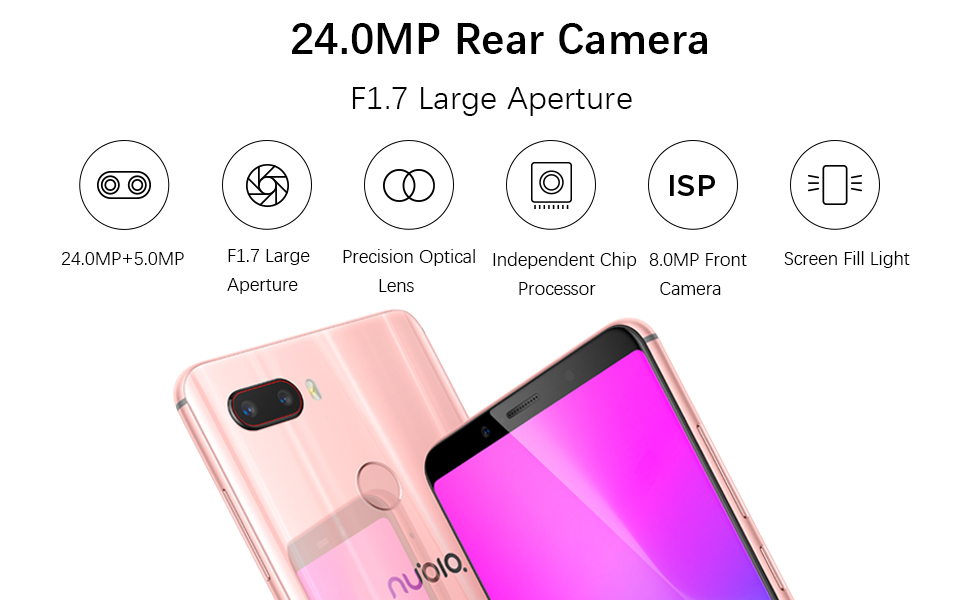 24.0MP Rear Camera
F1.7 Large Aperture
ISP
24.0MP+5.0MP
F1.7 Large
Aperture
Precision Optical
Lens
Independent Chip
Processor
8.0MP Front
Camera
Screen Fill Light
nubia